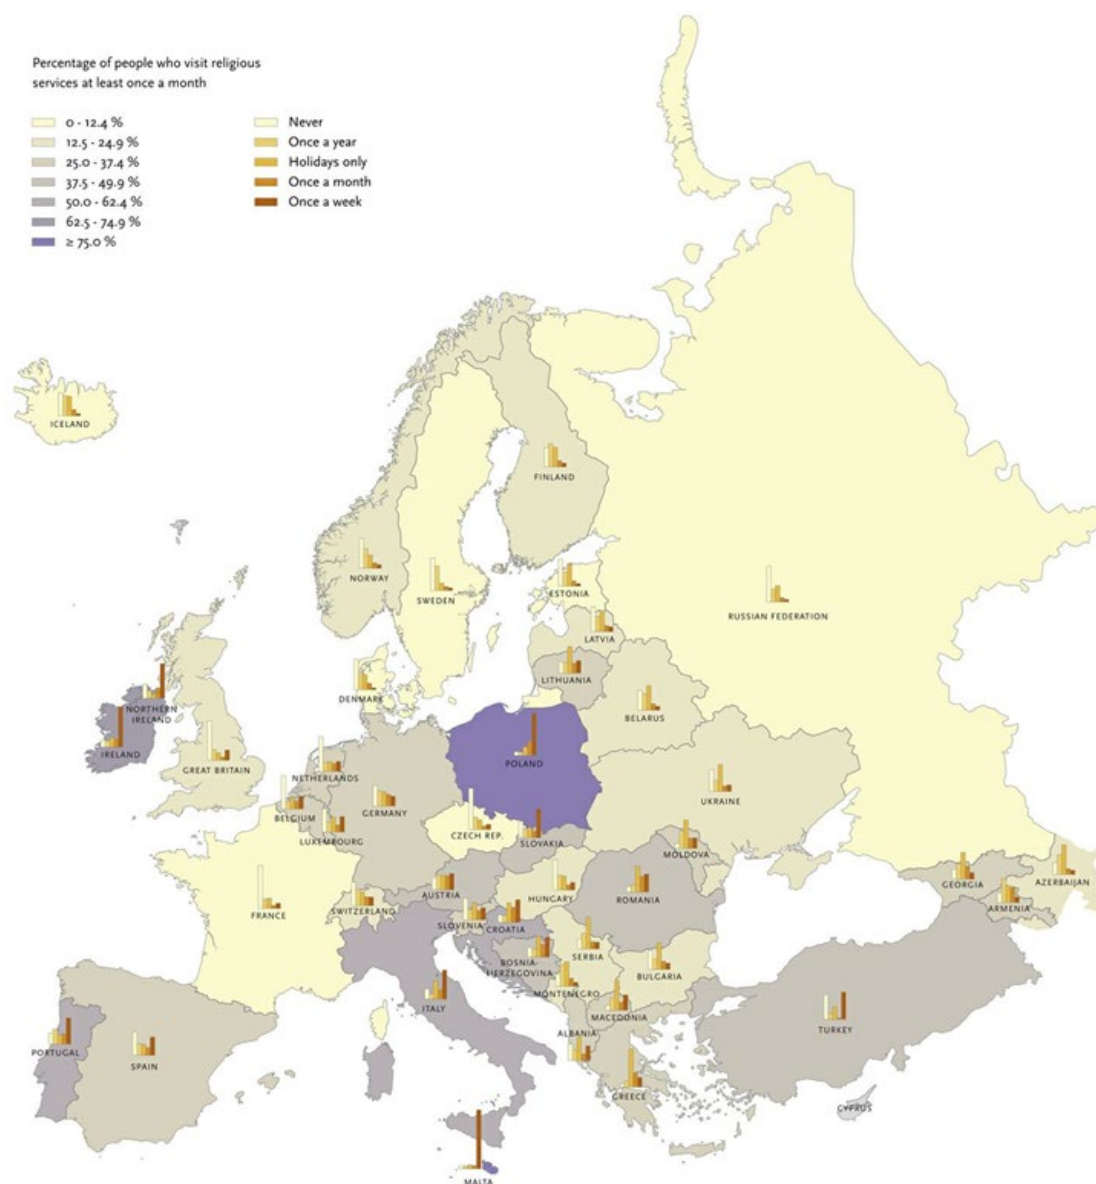 Percentage of people who visit religious
services at least once a month
0 - 12.4 %
12.5 - 24.9 %
25.0 - 37.4 %
37.5 - 49.9 %
50.0 - 62.4 %
62.5 - 74.9 %
≥ 75.0 %
Never
Once a year
Holidays only
Once a month
Once a week
ICELAND
FINLAND
NORWAY
SWEDEN
ESTONIA
RUSSIAN FEDERATION
LATVIA
LITHUANIA
DENMARK
NORTHERN
IRELAND
BELARUS
IRELAND
GREAT BRITAIN
NETHERLANDS
POLAND
UKRAINE
BELGIUM
GERMANY
LUXEMBOURG
CZECH REP.
SLOVAKIA
MOLDOVA
GEORGIA
AZERBAIJAN
AUSTRIA
HUNGARY
ROMANIA
ARMENIA
FRANCE
SWITZERLAND
SLOVENIA
CROATIA
BOSNIA-
HERZEGOVINA
SERBIA
BULGARIA
MONTENEGRO
ITALY
MACEDONIA
TURKEY
ALBANIA
PORTUGAL
SPAIN
GREECE
CYPRUS
MALTA